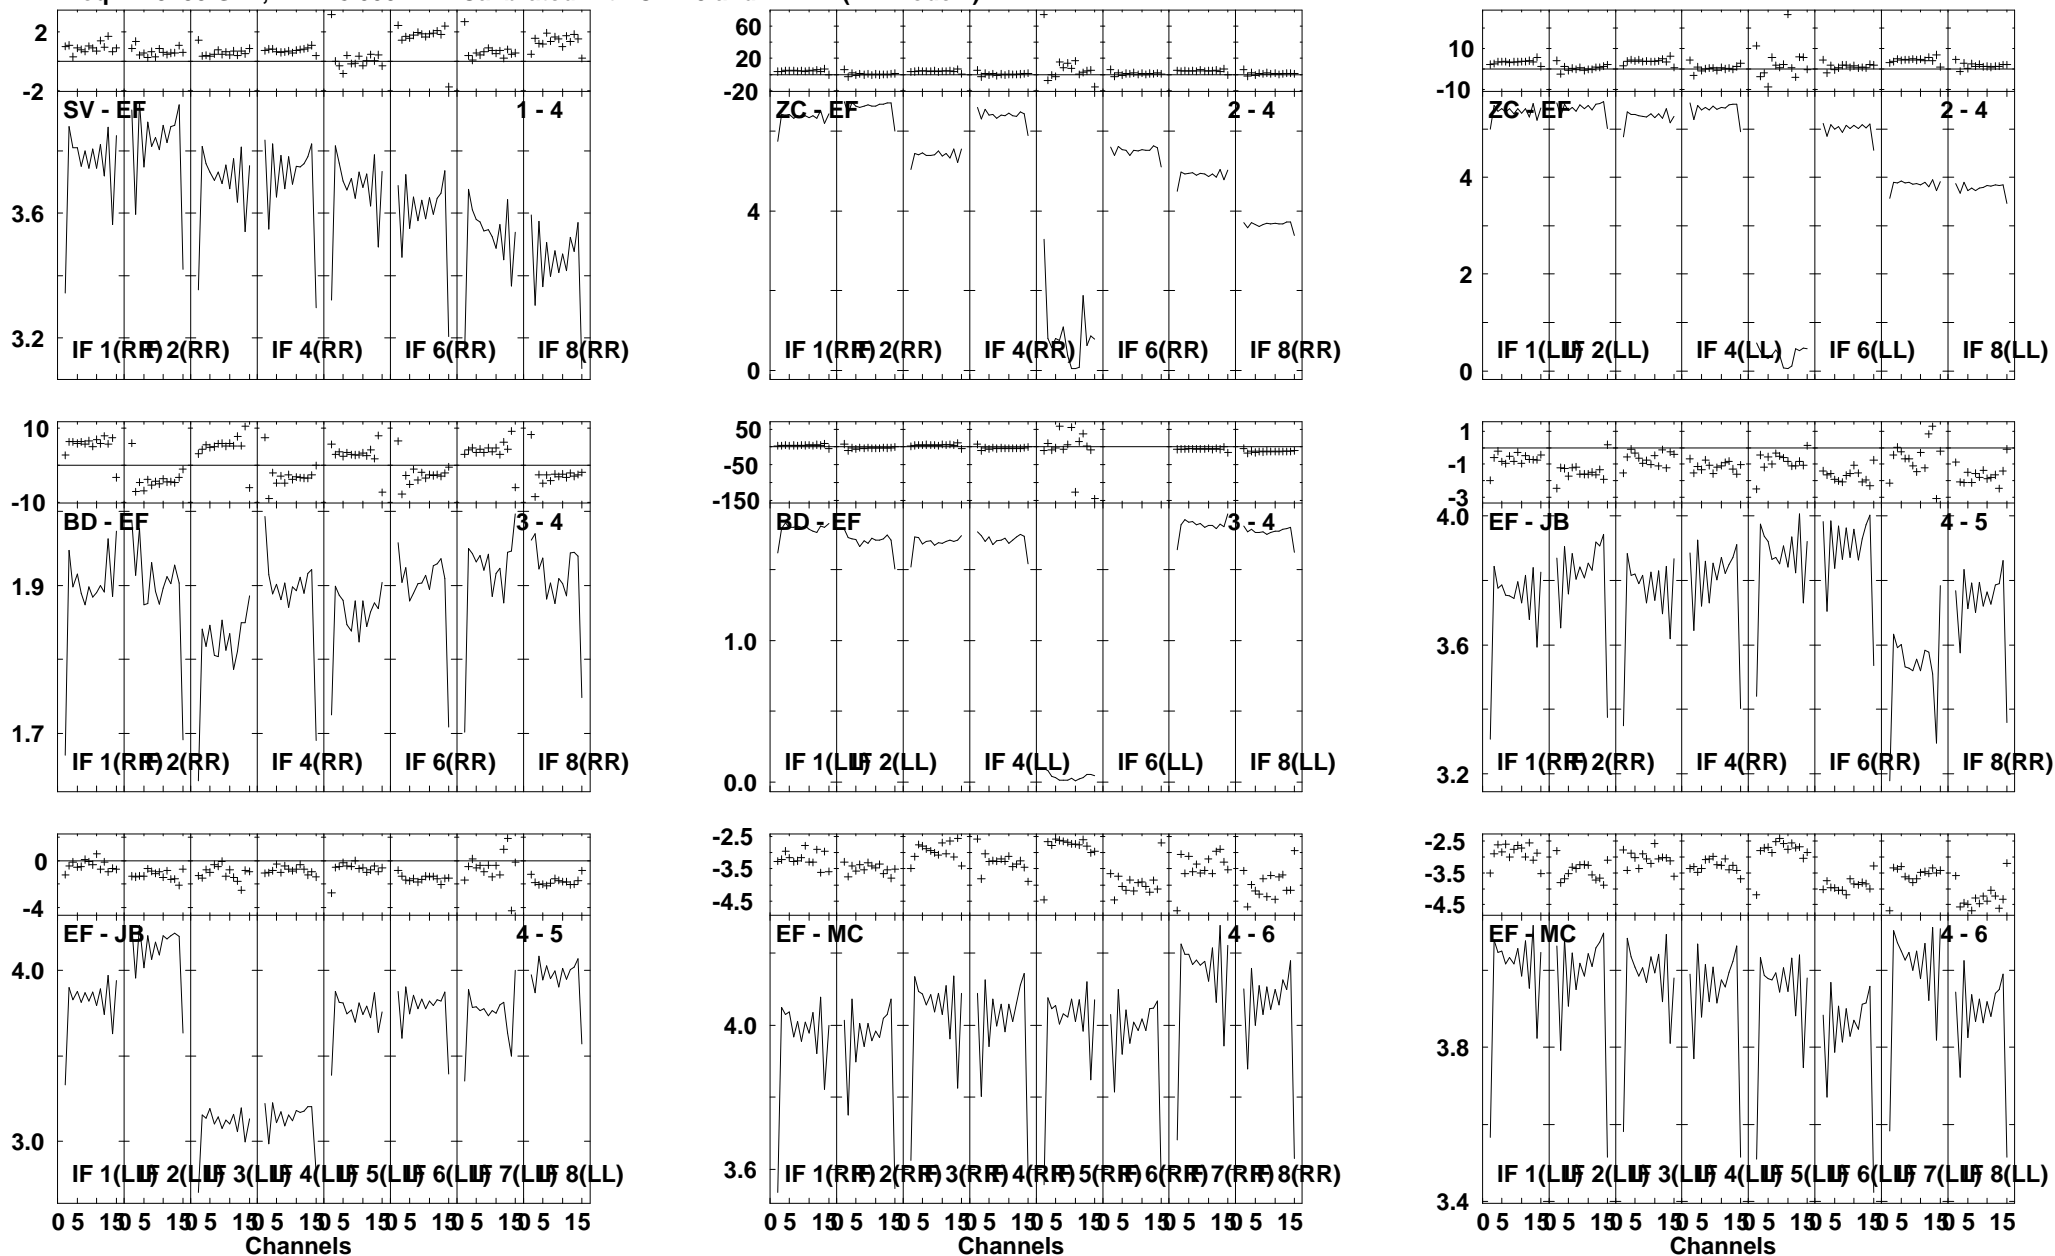 2
-2
SV - EF
1 - 4
3.6
3.2
IF 1(RR)
IF 2(RR)
IF 4(RR)
IF 6(RR)
IF 8(RR)
60
20
-20
ZC - EF
2 - 4
4
0
IF 1(RR)
IF 2(RR)
IF 4(RR)
IF 6(RR)
IF 8(RR)
10
-10
ZC - EF
2 - 4
4
2
0
IF 1(LL)
IF 2(LL)
IF 4(LL)
IF 6(LL)
IF 8(LL)
10
-10
BD - EF
3 - 4
1.9
1.7
IF 1(RR)
IF 2(RR)
IF 4(RR)
IF 6(RR)
IF 8(RR)
50
-50
-150
BD - EF
3 - 4
1.0
0.0
IF 1(LL)
IF 2(LL)
IF 4(LL)
IF 6(LL)
IF 8(LL)
1
-1
-3
EF - JB
4 - 5
4.0
3.6
3.2
IF 1(RR)
IF 2(RR)
IF 4(RR)
IF 6(RR)
IF 8(RR)
0
-4
EF - JB
4 - 5
4.0
3.0
IF 1(LL)
IF 2(LL)
IF 3(LL)
IF 4(LL)
IF 5(LL)
IF 6(LL)
IF 7(LL)
IF 8(LL)
0 5 15 0 5 15 0 5 15 0 5 15 0 5 15 0 5 15 0 5 15 0 5 15
Channels
-2.5
-3.5
-4.5
EF - MC
4 - 6
4.0
3.6
IF 1(RR)
IF 2(RR)
IF 3(RR)
IF 4(RR)
IF 5(RR)
IF 6(RR)
IF 7(RR)
IF 8(RR)
0 5 15 0 5 15 0 5 15 0 5 15 0 5 15 0 5 15 0 5 15 0 5 15
Channels
-2.5
-3.5
-4.5
EF - MC
4 - 6
3.8
3.4
IF 1(LL)
IF 2(LL)
IF 3(LL)
IF 4(LL)
IF 5(LL)
IF 6(LL)
IF 7(LL)
IF 8(LL)
0 5 15 0 5 15 0 5 15 0 5 15 0 5 15 0 5 15 0 5 15 0 5 15
Channels